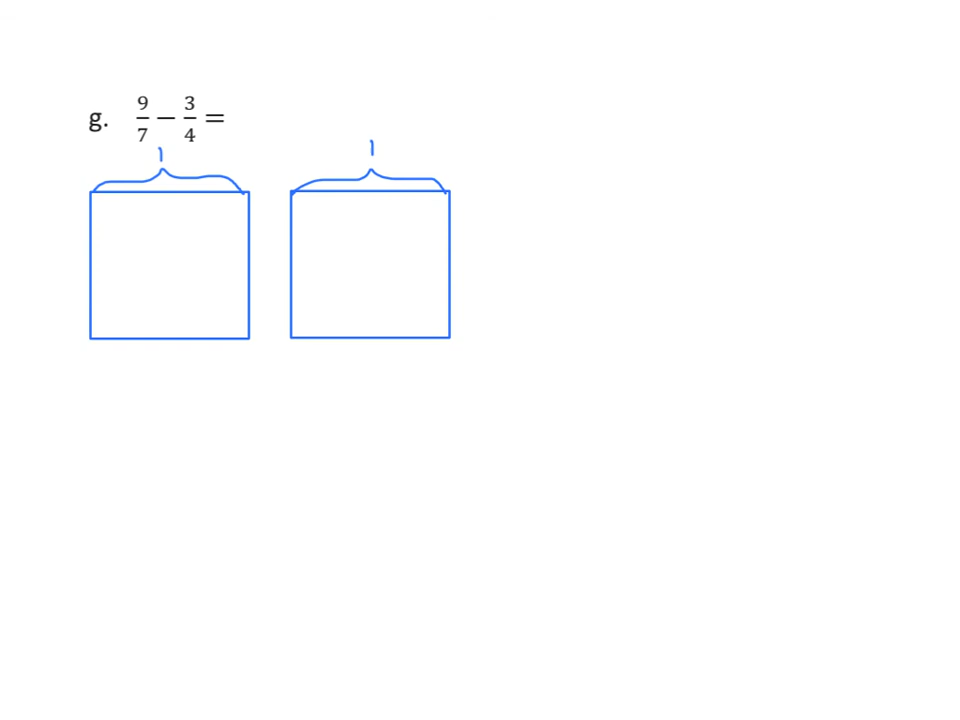 g. 9/7 − 3/4 =
1 1